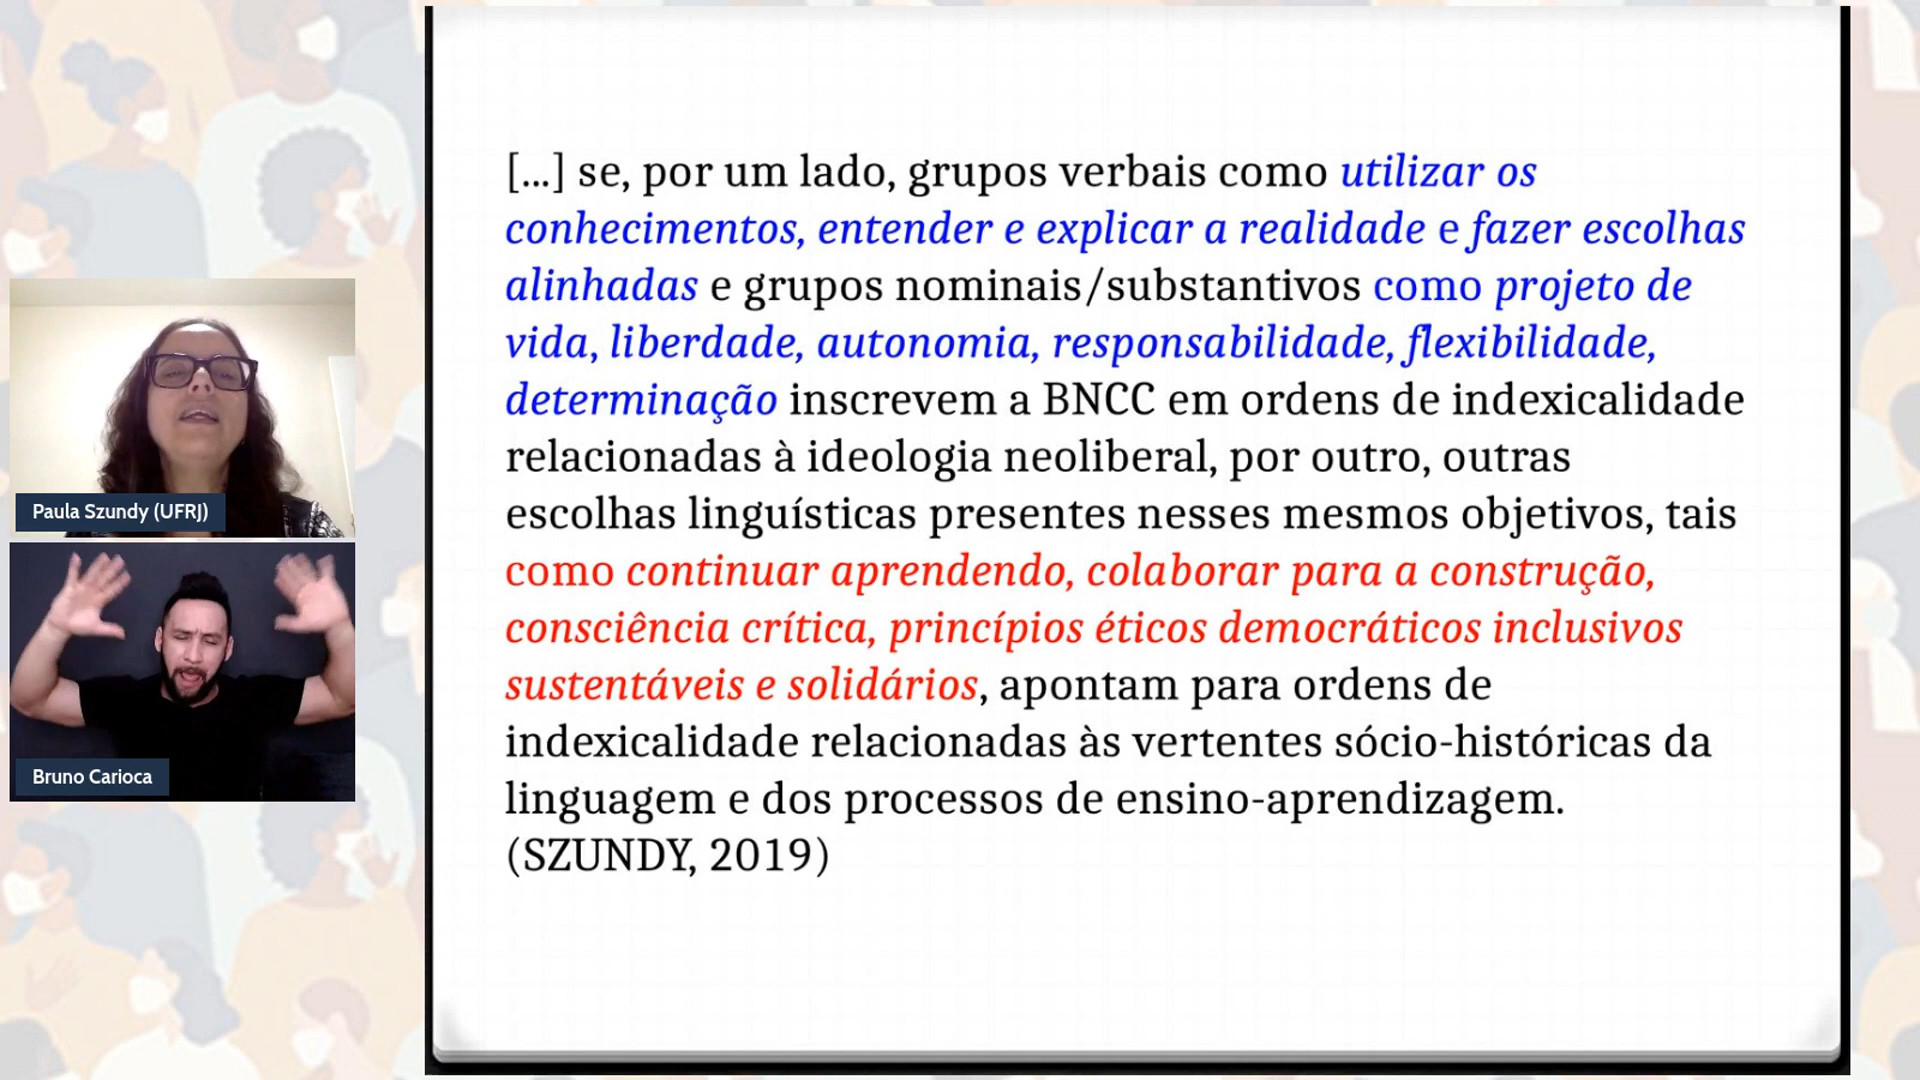 [...] se, por um lado, grupos verbais como utilizar os
conhecimentos, entender e explicar a realidade e fazer escolhas
alinhadas e grupos nominais/substantivos como projeto de
vida, liberdade, autonomia, responsabilidade, flexibilidade,
determinação inscrevem a BNCC em ordens de indexicalidade
relacionadas à ideologia neoliberal, por outro, outras
escolhas linguísticas presentes nesses mesmos objetivos, tais
como continuar aprendendo, colaborar para a construção,
consciência crítica, princípios éticos democráticos inclusivos
sustentáveis e solidários, apontam para ordens de
indexicalidade relacionadas às vertentes sócio-históricas da
linguagem e dos processos de ensino-aprendizagem.
(SZUNDY, 2019)
Paula Szundy (UFRJ)
Bruno Carioca